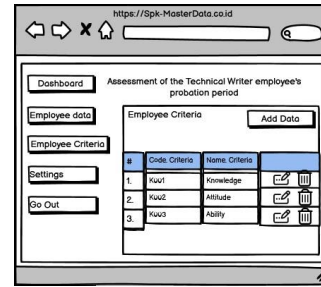 https://Spk-MasterData.co.id
Dashboard
Assessment of the Technical Writer employee's
probation period
Employee data
Employee Criteria
Settings
Go Out
Employee Criteria
Add Data
# Code. Criteria Name. Criteria
1. K001 Knowledge
2. K002 Attitude
3. K003 Ability